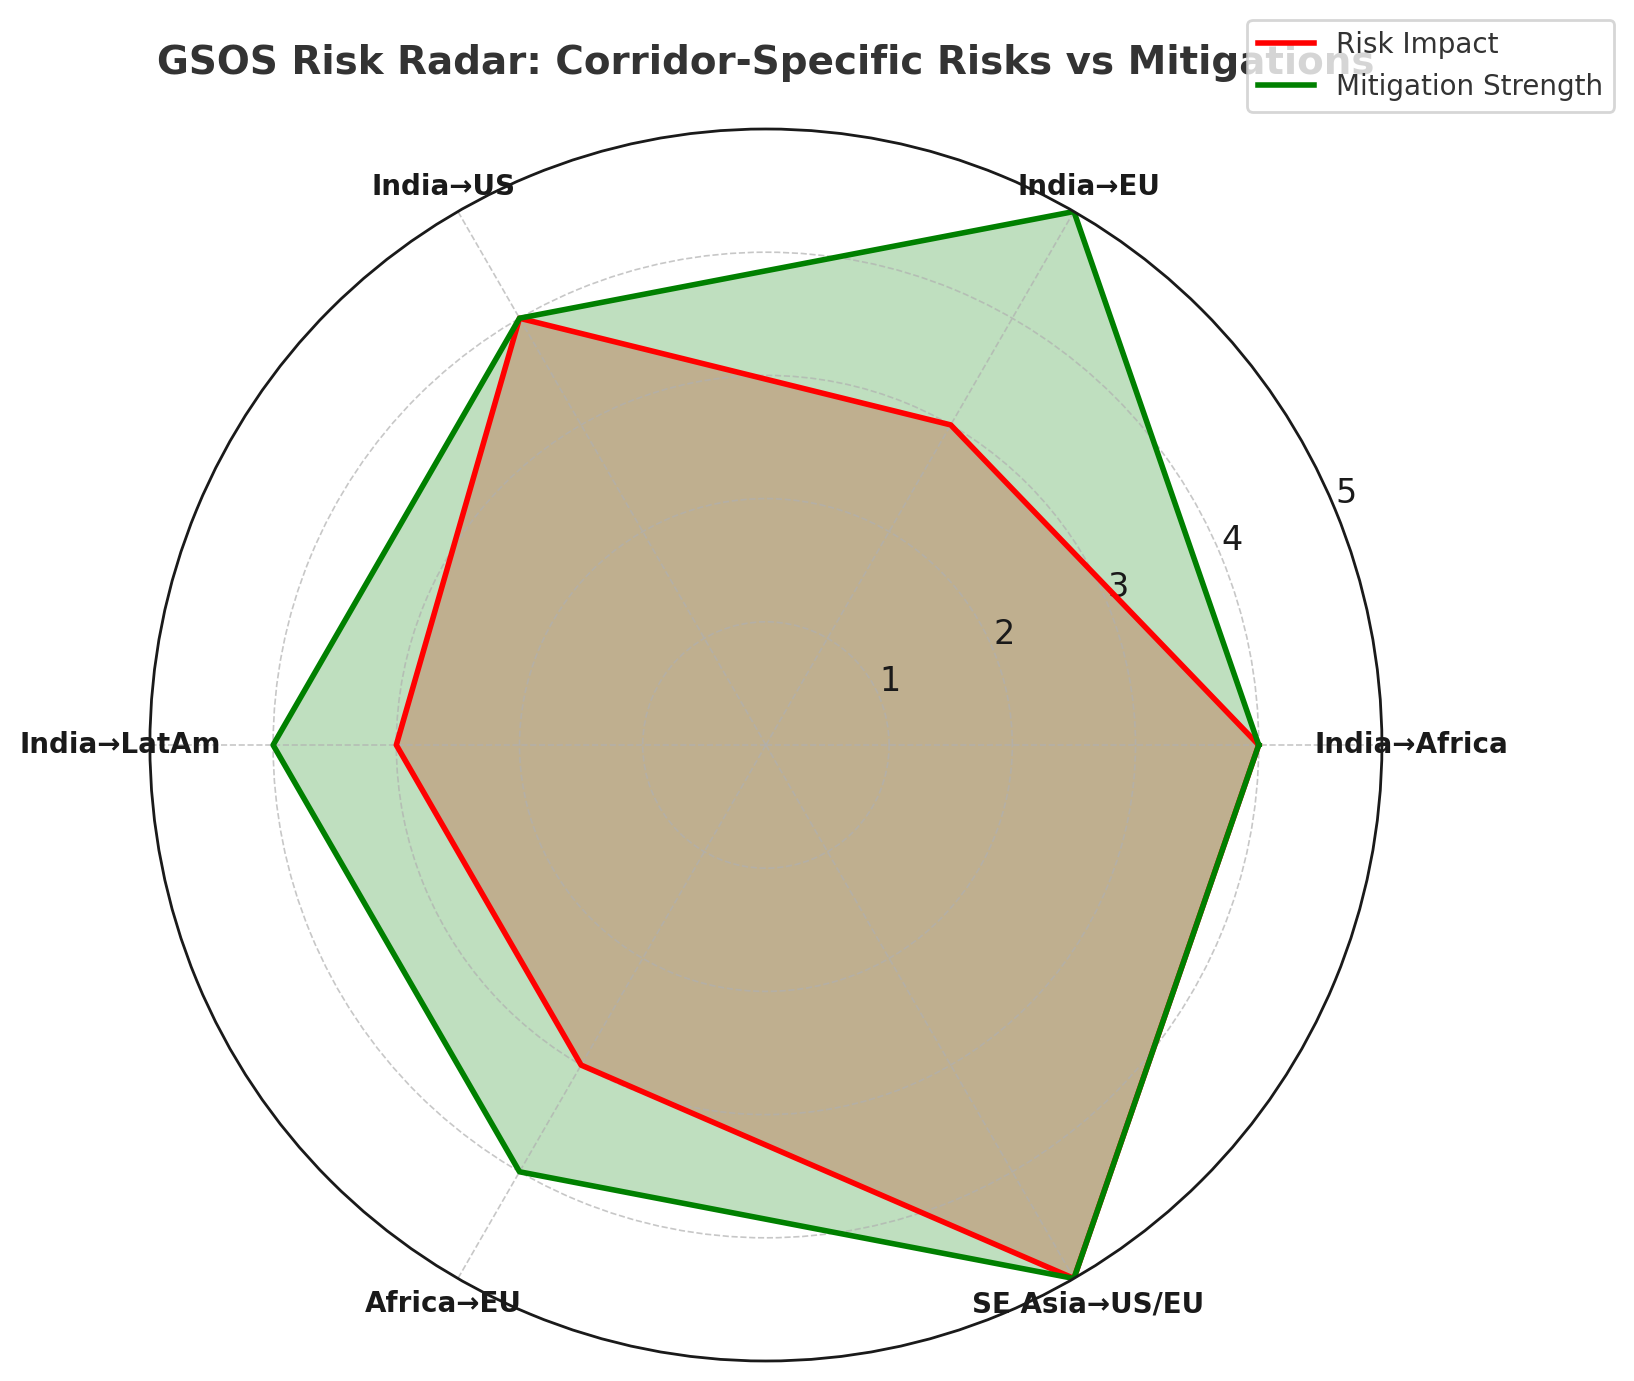 GSOS Risk Radar: Corridor-Specific Risks vs Mitigations
Risk Impact
Mitigation Strength
India→US
India→EU
5
4
3
2
1
India→LatAm
India→Africa
Africa→EU
SE Asia→US/EU